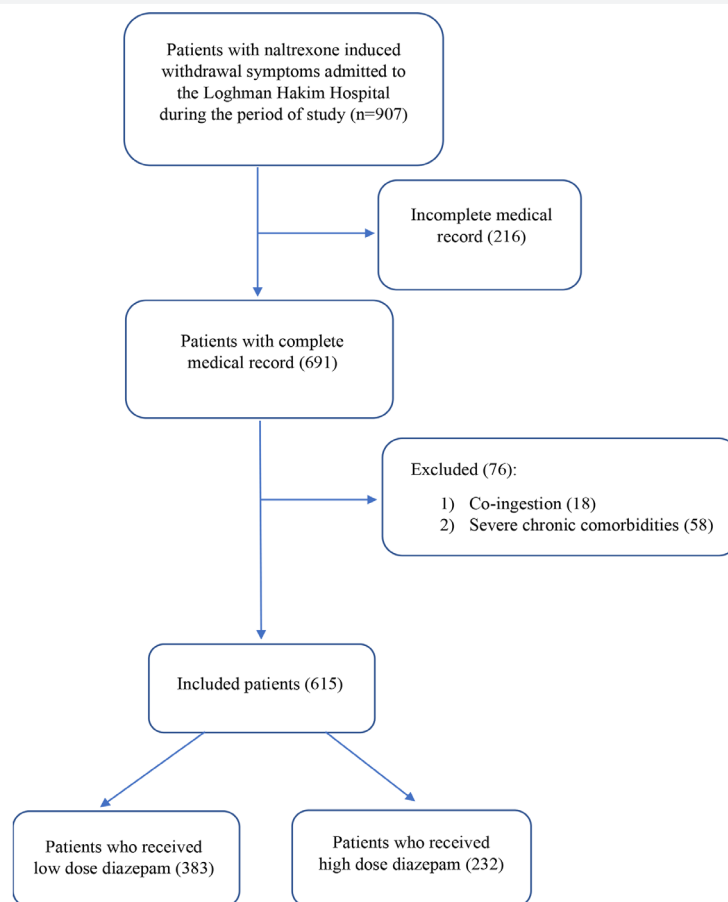 Patients with naltrexone induced
withdrawal symptoms admitted to
the Loghman Hakim Hospital
during the period of study (n=907)
Incomplete medical
record (216)
Patients with complete
medical record (691)
Excluded (76):
1) Co-ingestion (18)
2) Severe chronic comorbidities (58)
Included patients (615)
Patients who received
low dose diazepam (383)
Patients who received
high dose diazepam (232)